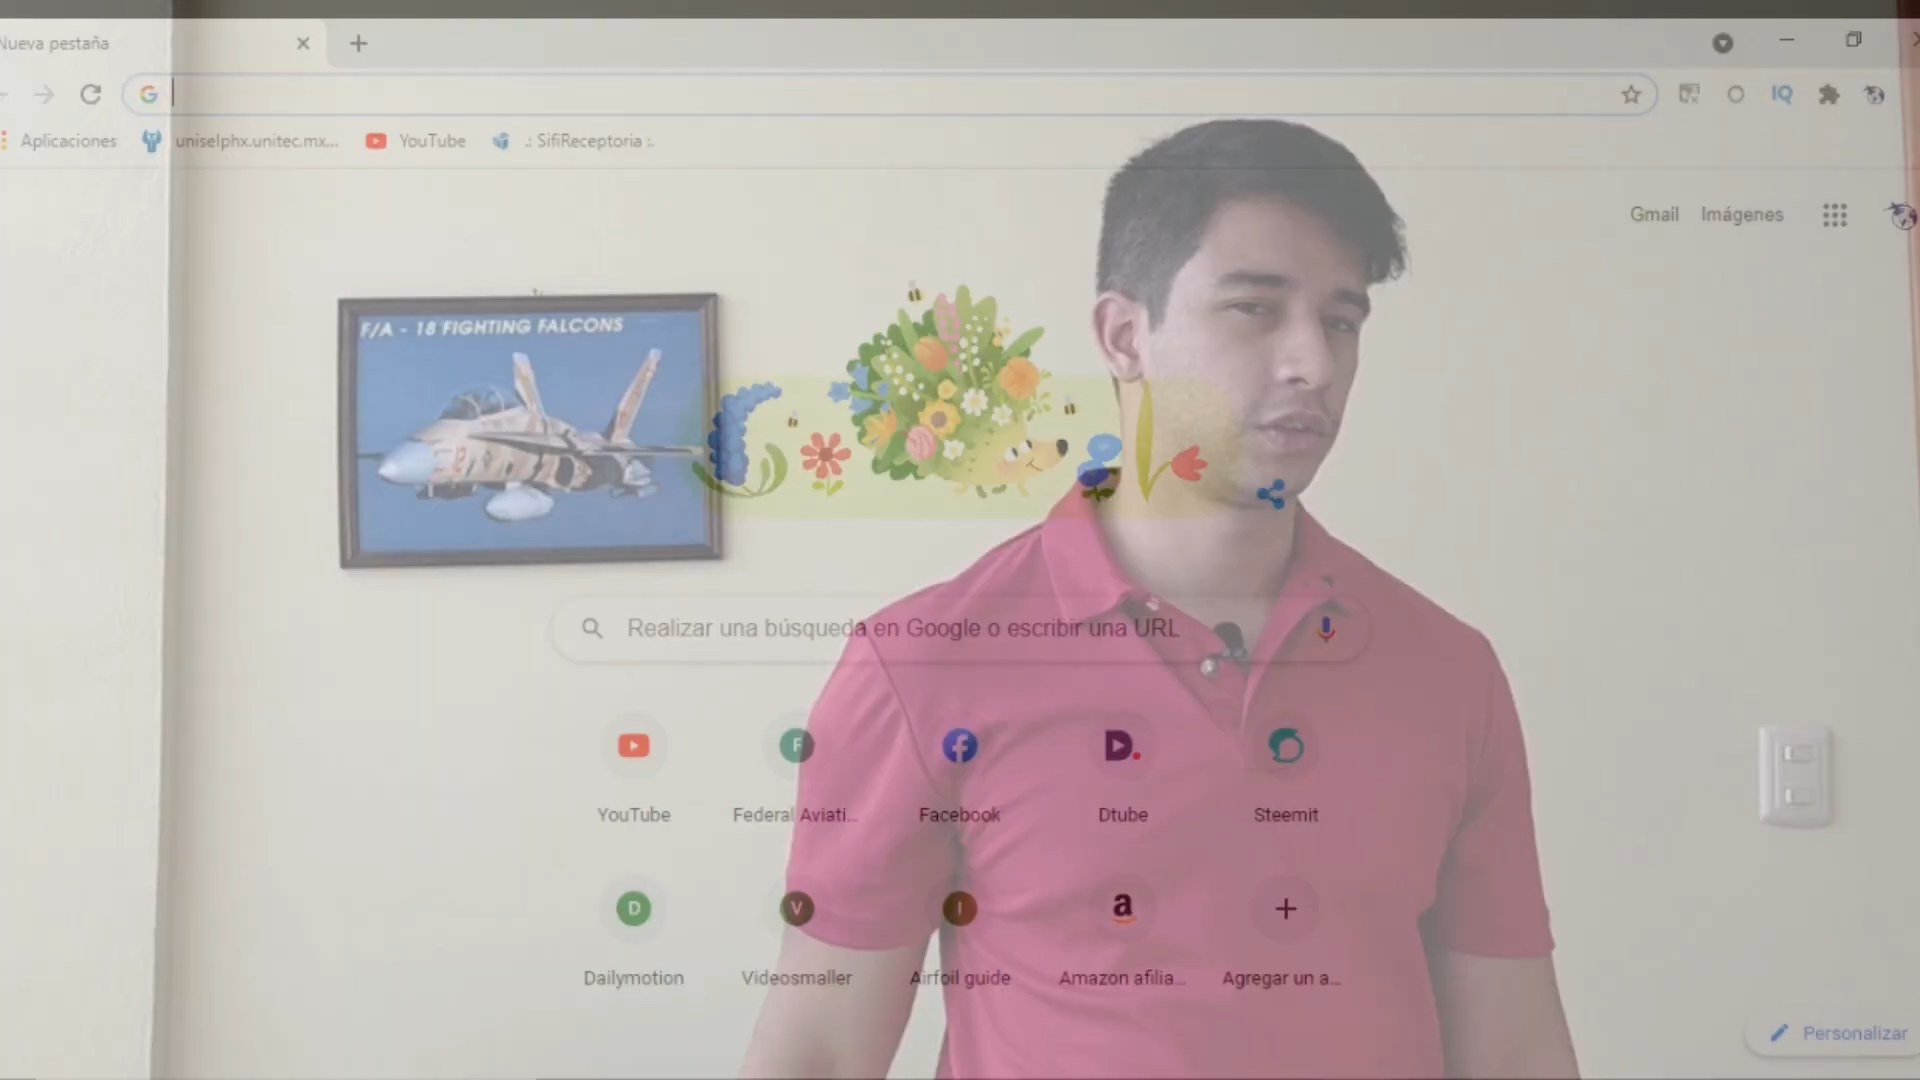 Nueva pestaña
Aplicaciones
uniselphx.unitec.mx...
YouTube
.: SifiReceptoria :.
IQ
Gmail
Imágenes
F/A - 18 FIGHTING FALCONS
Realizar una búsqueda en Google o escribir una URL
F
D
YouTube
Federal Aviati...
Facebook
Dtube
Steemit
D
V
I
a
Dailymotion
Videosmaller
Airfoil guide
Amazon afilia...
Agregar un a...
Personalizar